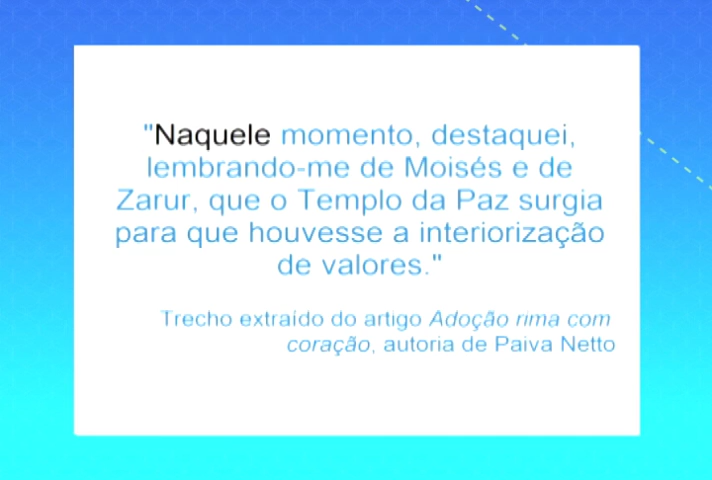 "Naquele momento, destaquei,
lembrando-me de Moisés e de
Zarur, que o Templo da Paz surgia
para que houvesse a interiorização
de valores."
Trecho extraído do artigo Adoção rima com
coração, autoria de Paiva Netto